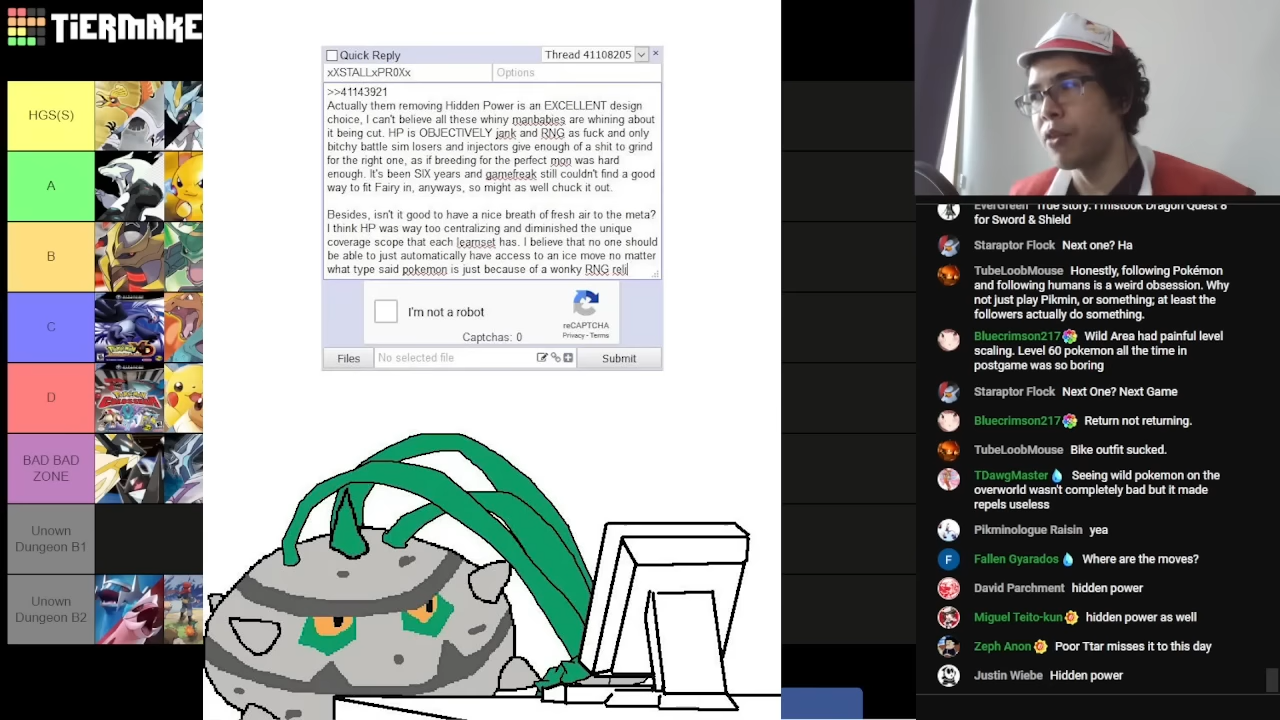 TiERMAKE
HGS(S)
A
B
C
D
BAD BAD
ZONE
Unown
Dungeon B1
Unown
Dungeon B2
Quick Reply
Thread 41108205
xXSTALLxPR0Xx
Options
>>41143921
Actually them removing Hidden Power is an EXCELLENT design
choice, I can't believe all these whiny manbabies are whining about
it being cut. HP is OBJECTIVELY jank and RNG as fuck and only
bitchy battle sim losers and injectors give enough of a shit to grind
for the right one, as if breeding for the perfect mon was hard
enough. It's been SIX years and gamefreak still couldn't find a good
way to fit Fairy in, anyways, so might as well chuck it out.
Besides, isn't it good to have a nice breath of fresh air to the meta?
I think HP was way too centralizing and diminished the unique
coverage scope that each learnset has. I believe that no one should
be able to just automatically have access to an ice move no matter
what type said pokemon is just because of a wonky RNG reli
I'm not a robot
reCAPTCHA
Privacy - Terms
Captchas: 0
Files
No selected file
Submit
EverGreen True story: I mistook Dragon Quest 8
for Sword & Shield
Staraptor Flock Next one? Ha
TubeLoobMouse Honestly, following Pokémon
and following humans is a weird obsession. Why
not just play Pikmin, or something; at least the
followers actually do something.
Bluecrimson217 Wild Area had painful level
scaling. Level 60 pokemon all the time in
postgame was so boring
Staraptor Flock Next One? Next Game
Bluecrimson217 Return not returning.
TubeLoobMouse Bike outfit sucked.
TDawgMaster Seeing wild pokemon on the
overworld wasn't completely bad but it made
repels useless
Pikminologue Raisin yea
F
Fallen Gyarados Where are the moves?
David Parchment hidden power
Miguel Teito-kun hidden power as well
Zeph Anon Poor Ttar misses it to this day
Justin Wiebe Hidden power